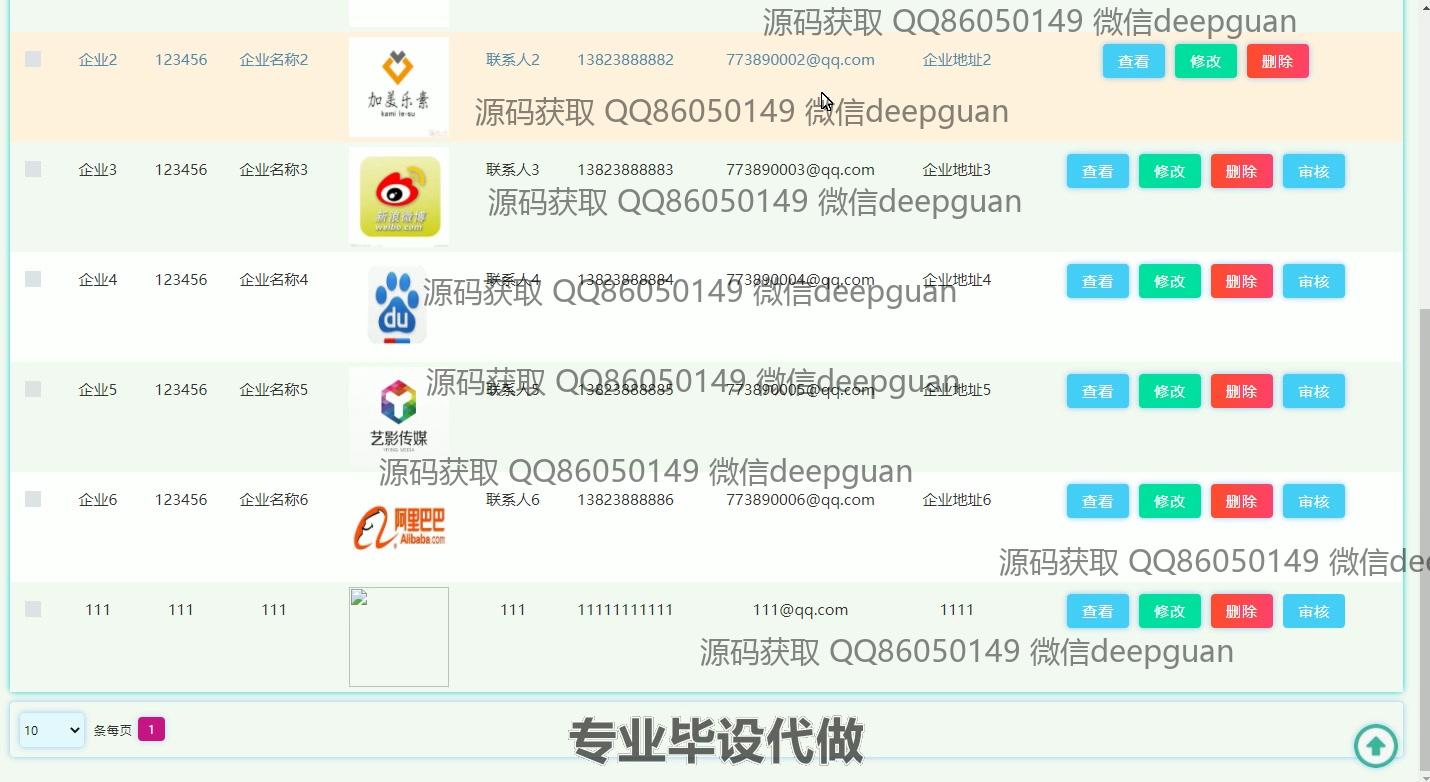 源码获取 QQ86050149 微信deepguan
企业2 123456 企业名称2 加美乐素 kami le·su 联系人2 13823888882 773890002@qq.com 企业地址2 查看 修改 删除
源码获取 QQ86050149 微信deepguan
企业3 123456 企业名称3 新浪微博 weibo.com 联系人3 13823888883 773890003@qq.com 企业地址3 查看 修改 删除 审核
源码获取 QQ86050149 微信deepguan
企业4 123456 企业名称4 du 联系人4 13823888884 773890004@qq.com 企业地址4 查看 修改 删除 审核
源码获取 QQ86050149 微信deepguan
源码获取 QQ86050149 微信deepguan
企业5 123456 企业名称5 艺影传媒 联系人5 13823888885 773890005@qq.com 企业地址5 查看 修改 删除 审核
源码获取 QQ86050149 微信deepguan
企业6 123456 企业名称6 阿里巴巴 Alibaba.com 联系人6 13823888886 773890006@qq.com 企业地址6 查看 修改 删除 审核
源码获取 QQ86050149 微信dee
111 111 111 111 11111111111 111@qq.com 1111 查看 修改 删除 审核
源码获取 QQ86050149 微信deepguan
10 条每页 1
专业毕设代做